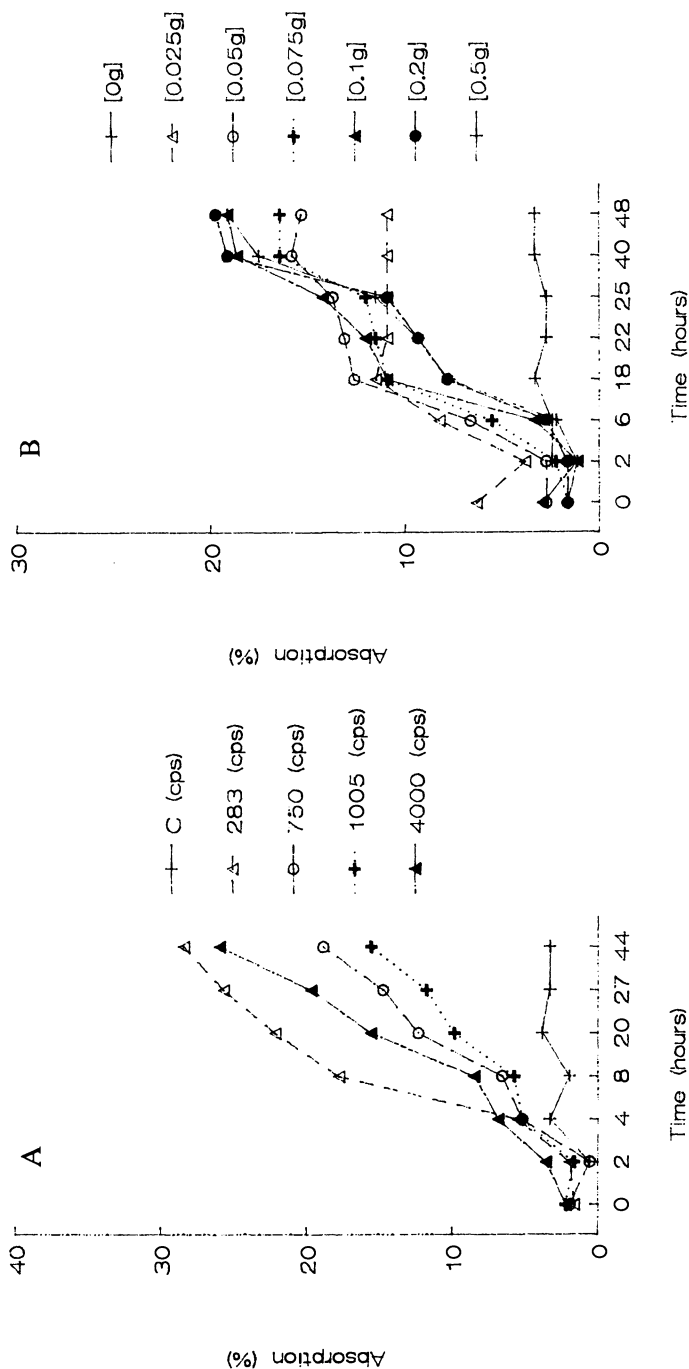 A
Absorption (%)
40
30
20
10
0
0 2 4 8 20 27 44
Time (hours)
C (cps)
283 (cps)
750 (cps)
1005 (cps)
4000 (cps)
B
Absorption (%)
30
20
10
0
0 2 6 18 22 25 40 48
Time (hours)
[0g]
[0.025g]
[0.05g]
[0.075g]
[0.1g]
[0.2g]
[0.5g]